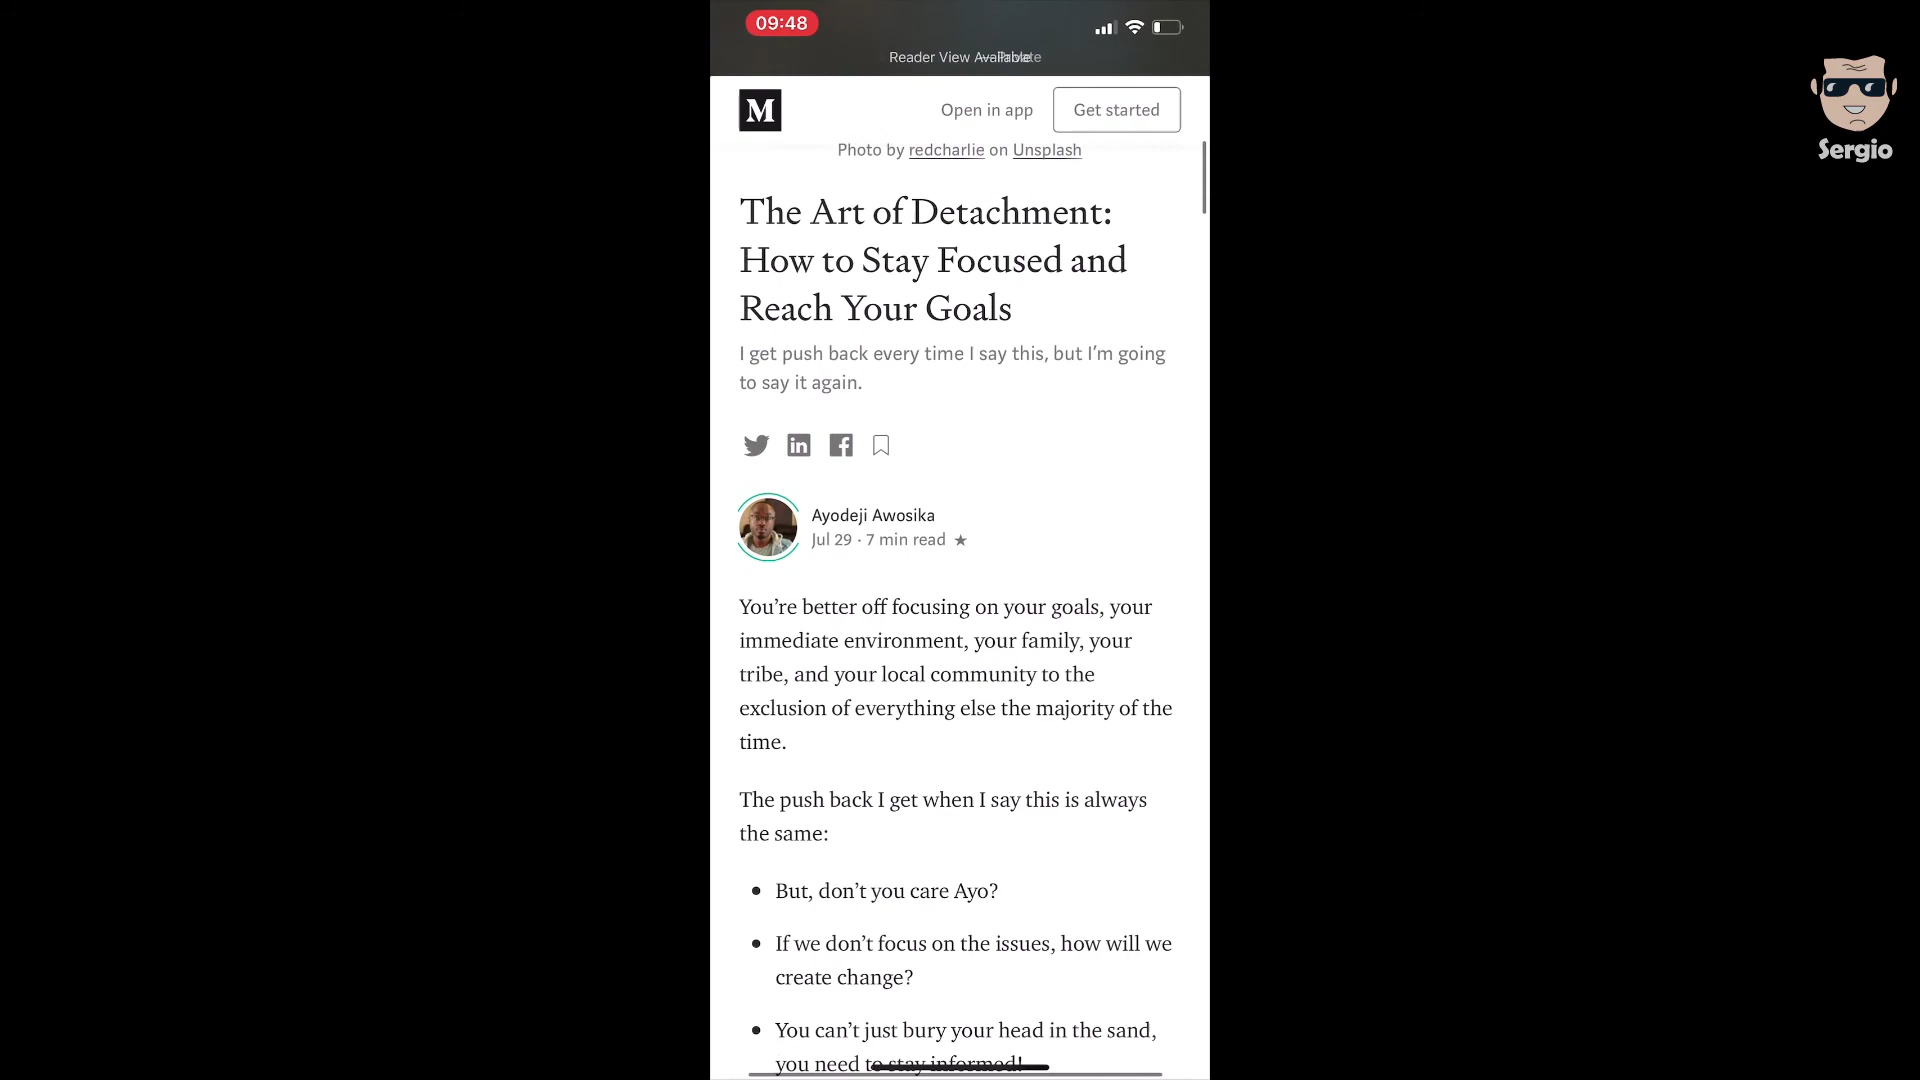 09:48
Reader View Available
— Private
M
Open in app
Get started
Sergio
Photo by redcharlie on Unsplash
The Art of Detachment:
How to Stay Focused and
Reach Your Goals
I get push back every time I say this, but I’m going
to say it again.
in
Ayodeji Awosika
Jul 29 · 7 min read ★
You’re better off focusing on your goals, your
immediate environment, your family, your
tribe, and your local community to the
exclusion of everything else the majority of the
time.
The push back I get when I say this is always
the same:
• But, don’t you care Ayo?
• If we don’t focus on the issues, how will we
create change?
• You can’t just bury your head in the sand,
you need to stay informed!